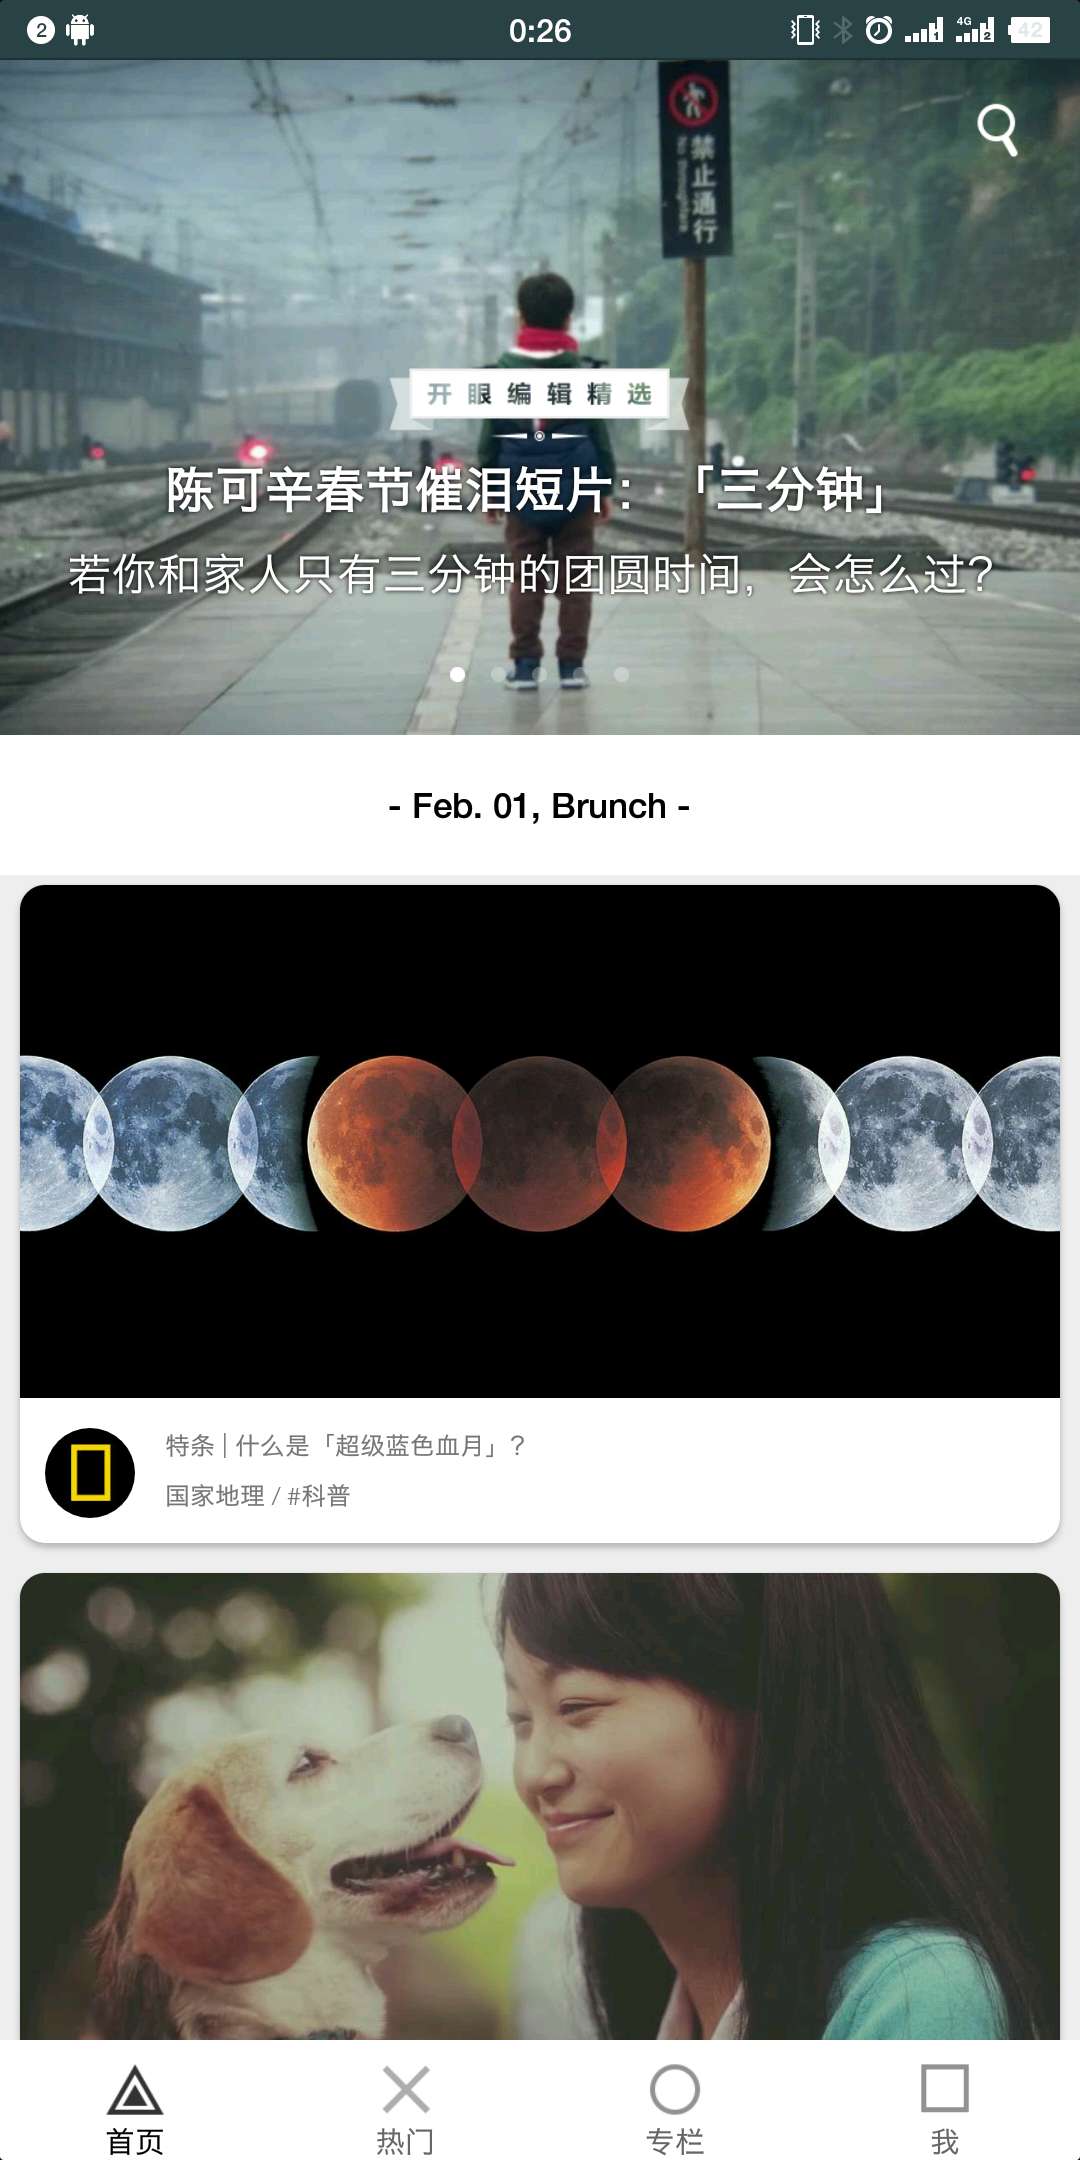 2
0:26
1
4G
2
42
禁止通行
开眼编辑精选
陈可辛春节催泪短片：「三分钟」
若你和家人只有三分钟的团圆时间，会怎么过？
- Feb. 01, Brunch -
特条 | 什么是「超级蓝色血月」？
国家地理 / #科普
首页
热门
专栏
我